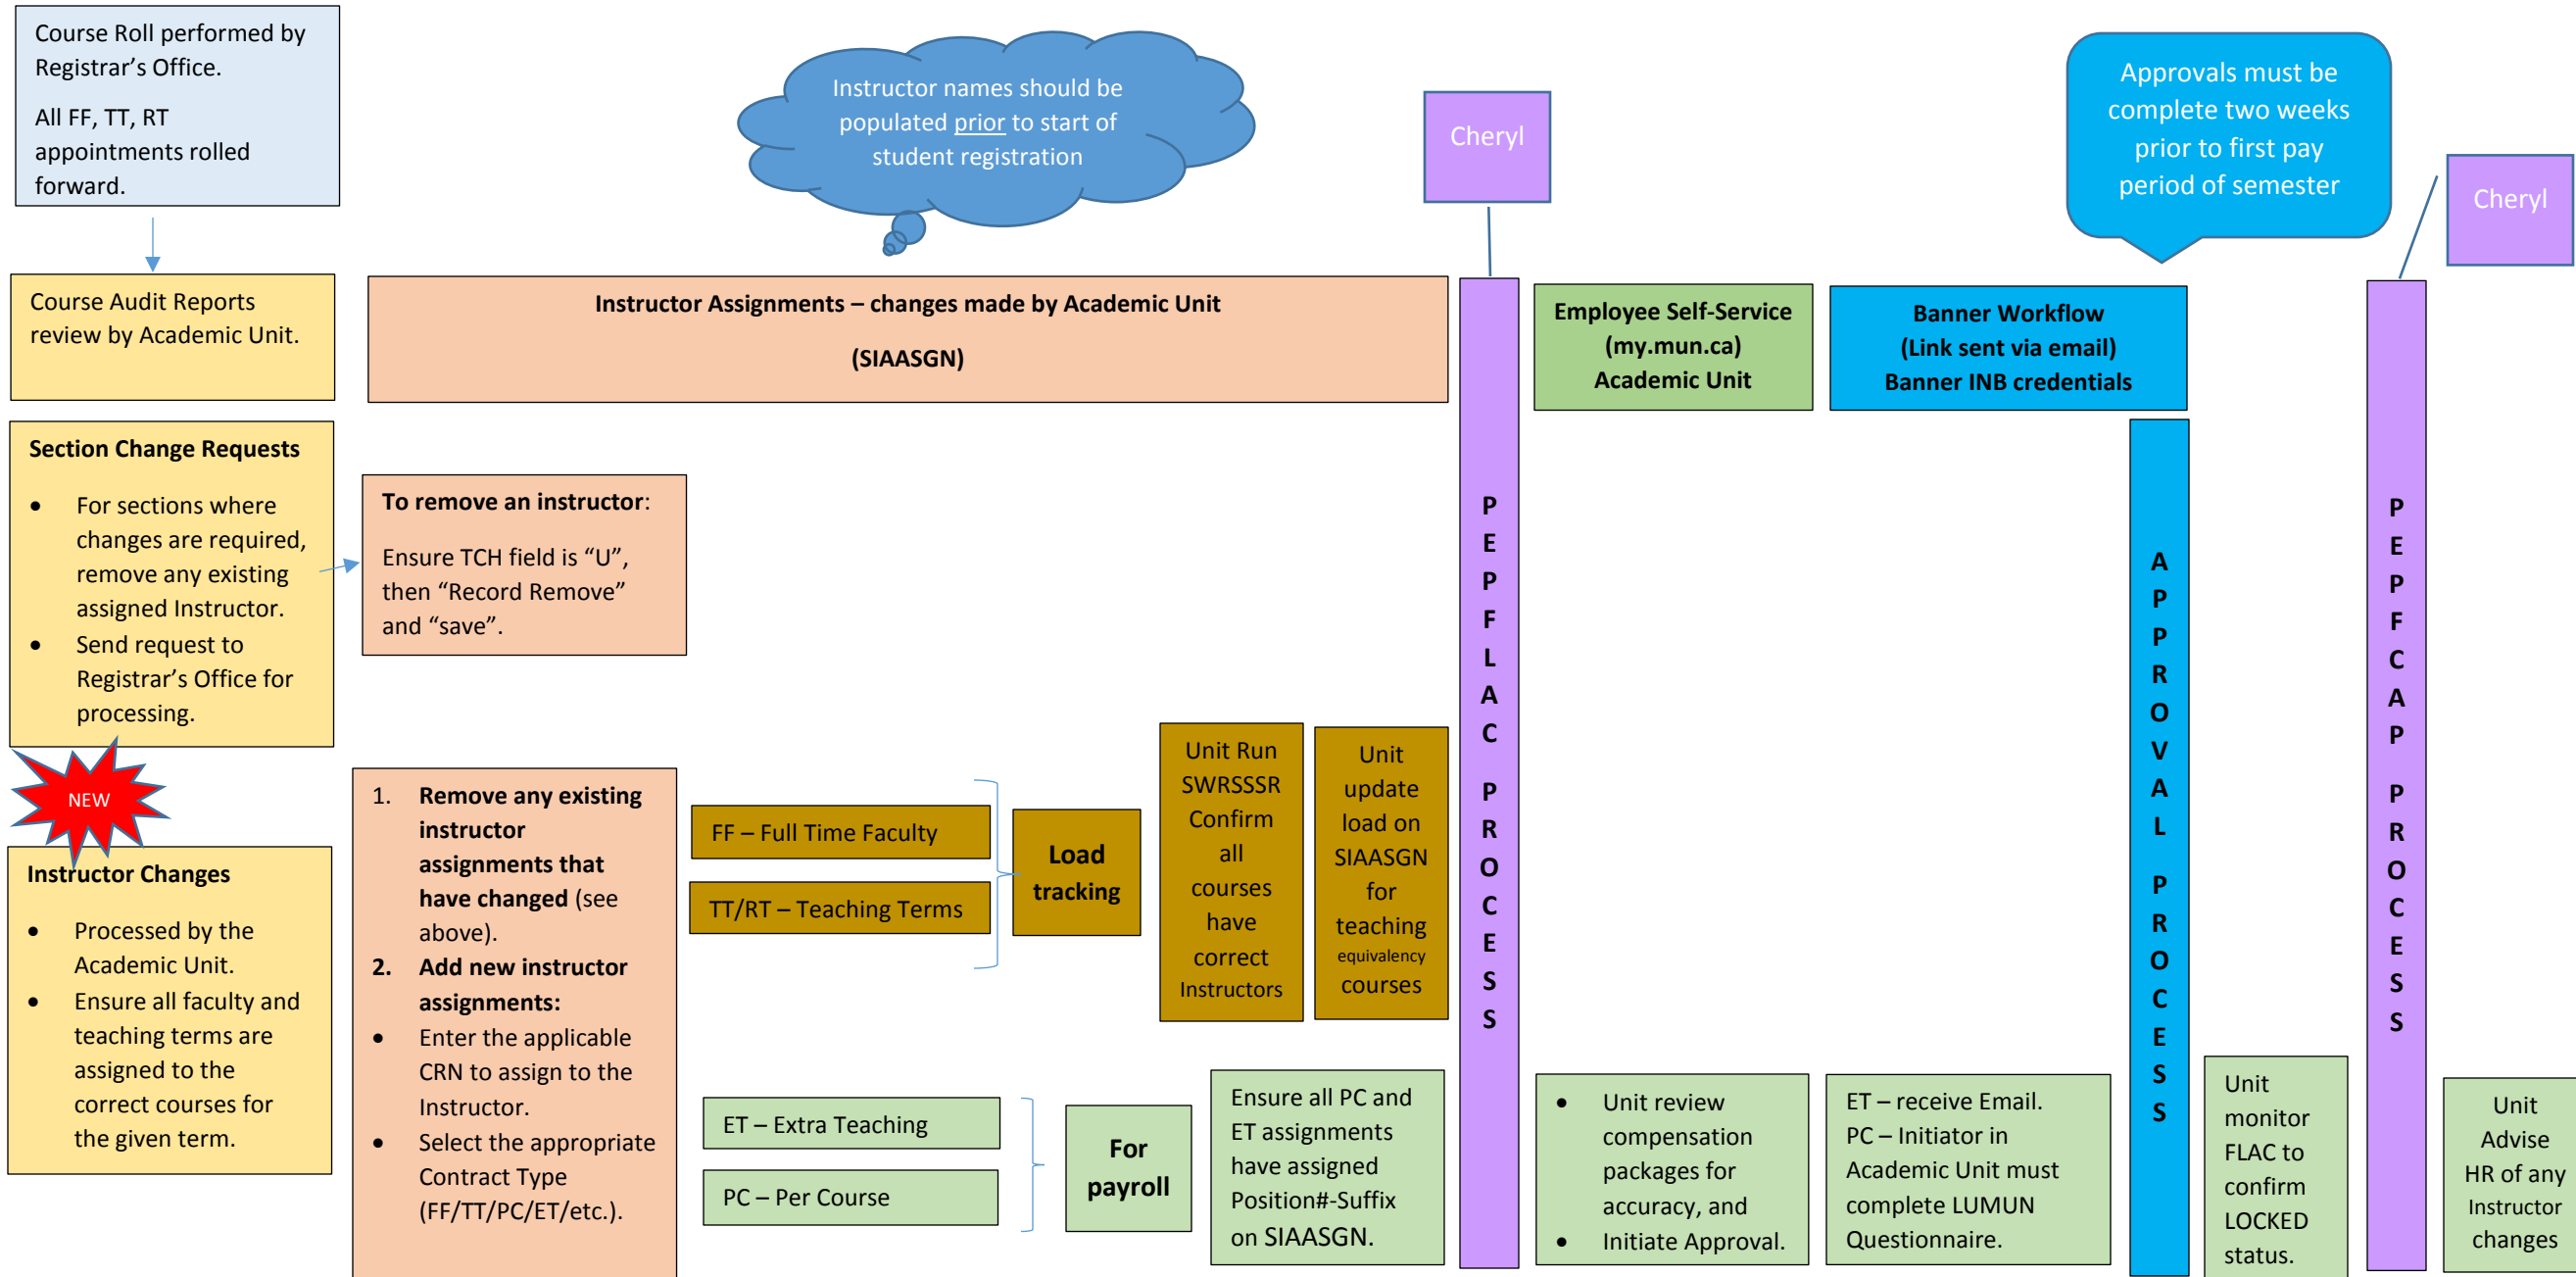 Course Roll performed by
Registrar's Office.
All FF, TT, RT
appointments rolled
forward.
Instructor names should be
populated prior to start of
student registration
Cheryl
Approvals must be
complete two weeks
prior to first pay
period of semester
Cheryl
Course Audit Reports
review by Academic Unit.
Instructor Assignments – changes made by Academic Unit
(SIAASGN)
Employee Self-Service
(my.mun.ca)
Academic Unit
Banner Workflow
(Link sent via email)
Banner INB credentials
Section Change Requests
• For sections where
changes are required,
remove any existing
assigned Instructor.
• Send request to
Registrar's Office for
processing.
To remove an instructor:
Ensure TCH field is “U”,
then “Record Remove”
and “save”.
NEW
Instructor Changes
• Processed by the
Academic Unit.
• Ensure all faculty and
teaching terms are
assigned to the
correct courses for
the given term.
1. Remove any existing
instructor
assignments that
have changed (see
above).
2. Add new instructor
assignments:
• Enter the applicable
CRN to assign to the
Instructor.
• Select the appropriate
Contract Type
(FF/TT/PC/ET/etc.).
FF – Full Time Faculty
TT/RT – Teaching Terms
Load
tracking
Unit Run
SWRSSSR
Confirm
all
courses
have
correct
Instructors
Unit
update
load on
SIAASGN
for
teaching
equivalency
courses
ET – Extra Teaching
PC – Per Course
For
payroll
Ensure all PC and
ET assignments
have assigned
Position#-Suffix
on SIAASGN.
PEPFLAC PROCESS
• Unit review
compensation
packages for
accuracy, and
• Initiate Approval.
ET – receive Email.
PC – Initiator in
Academic Unit must
complete LUMUN
Questionnaire.
APPROVAL PROCESS
Unit
monitor
FLAC to
confirm
LOCKED
status.
PEPFCAP PROCESS
Unit
Advise
HR of any
Instructor
changes